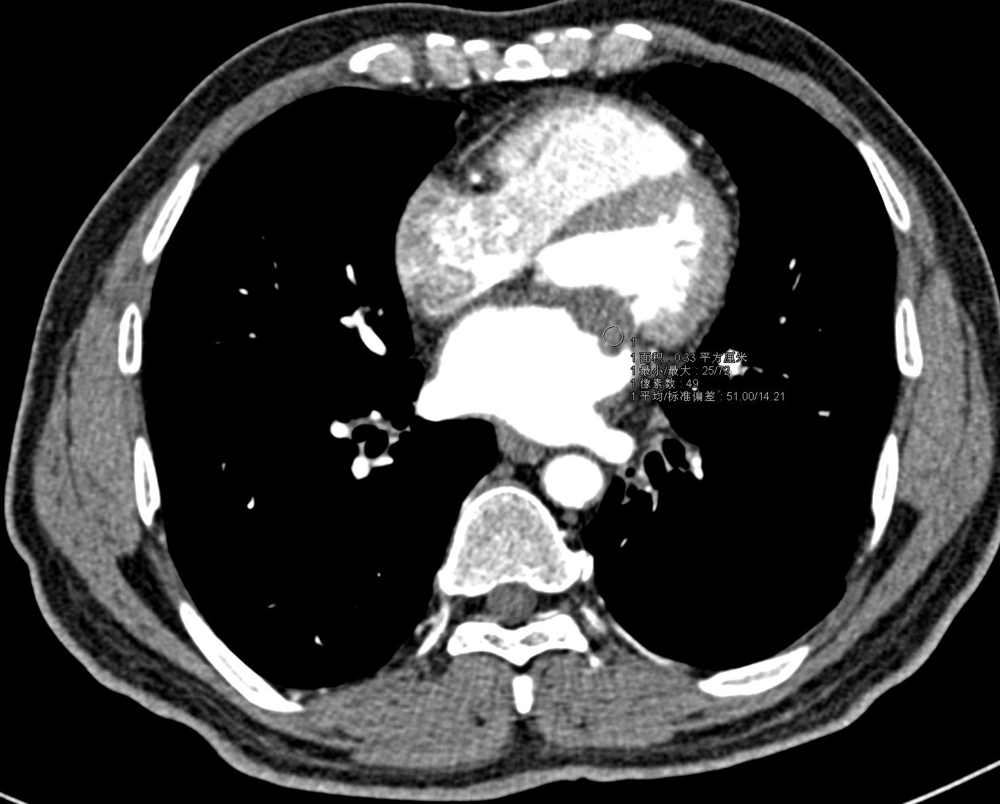 1
1 面积 : 0.33 平方厘米
1 最小/最大 : 25/72
1 像素数 : 49
1 平均/标准偏差 : 51.00/14.21